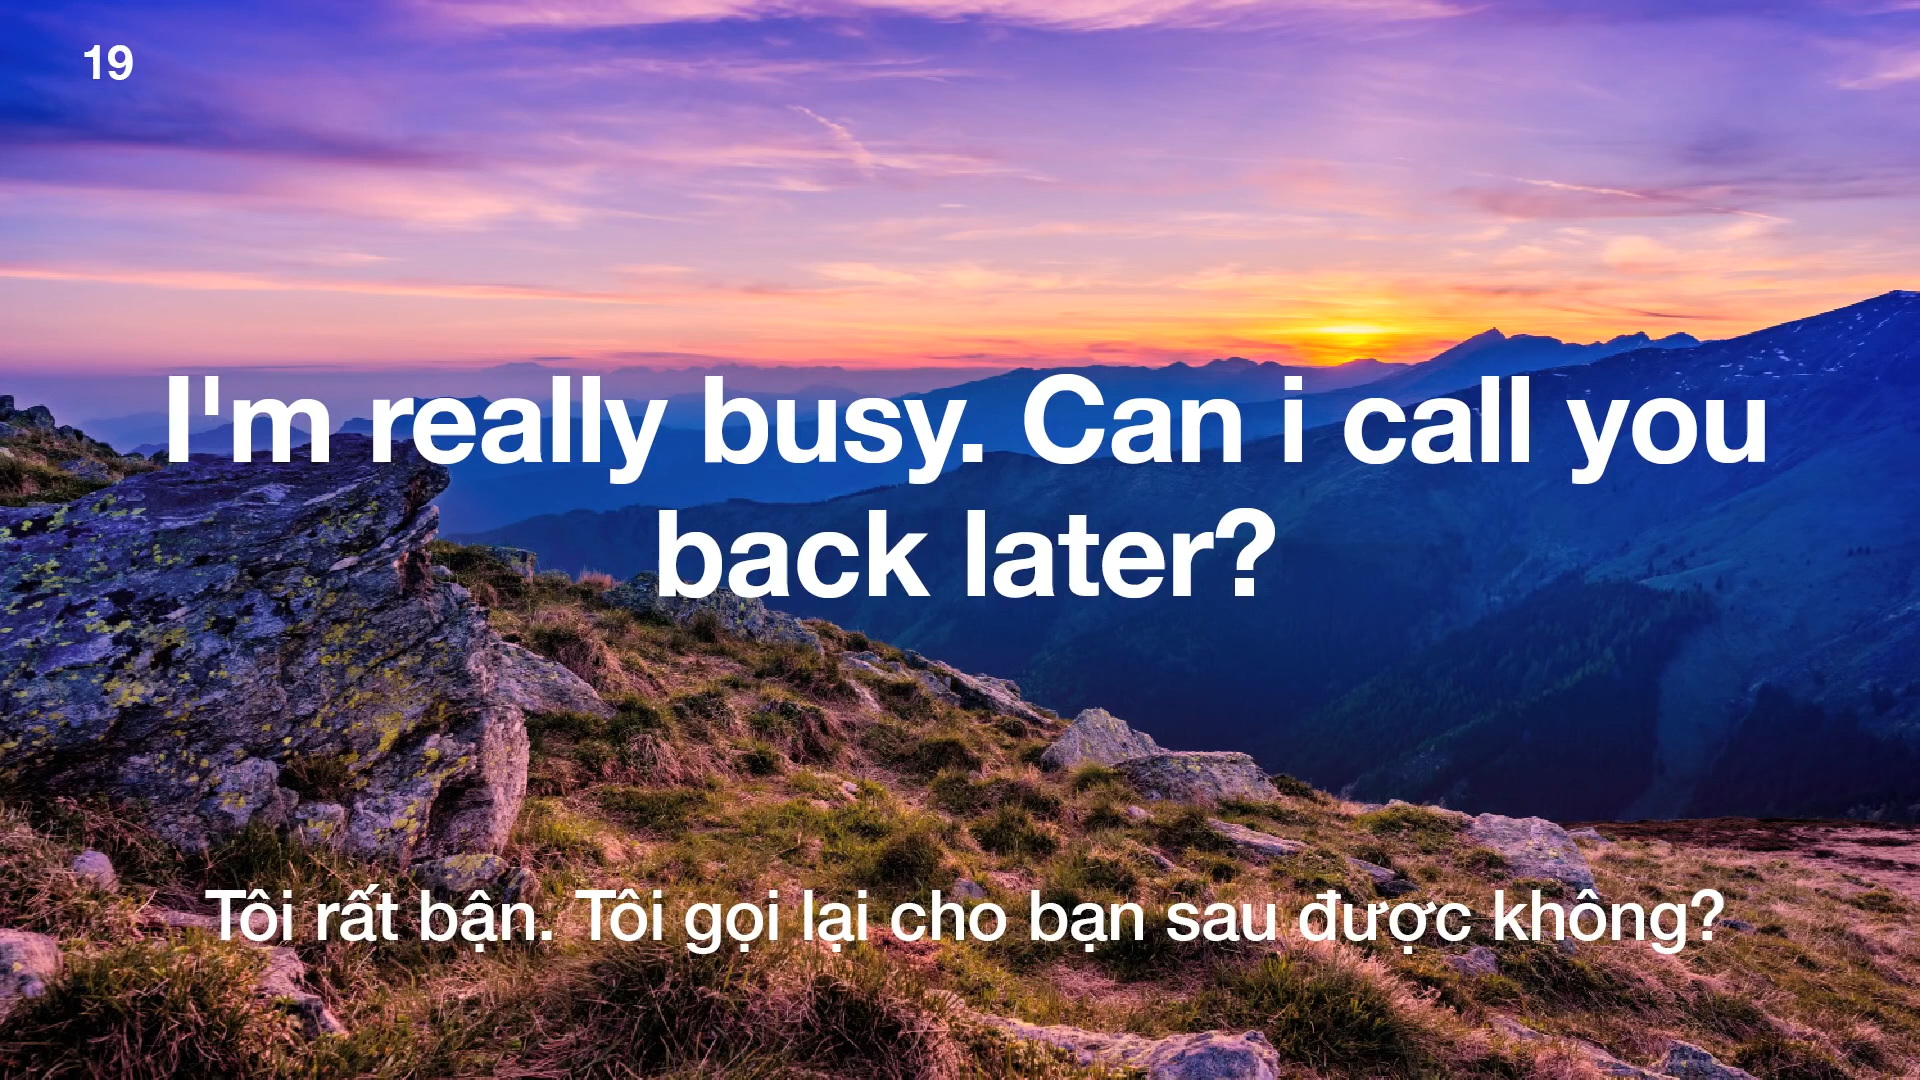 19
I'm really busy. Can i call you
back later?
Tôi rất bận. Tôi gọi lại cho bạn sau được không?